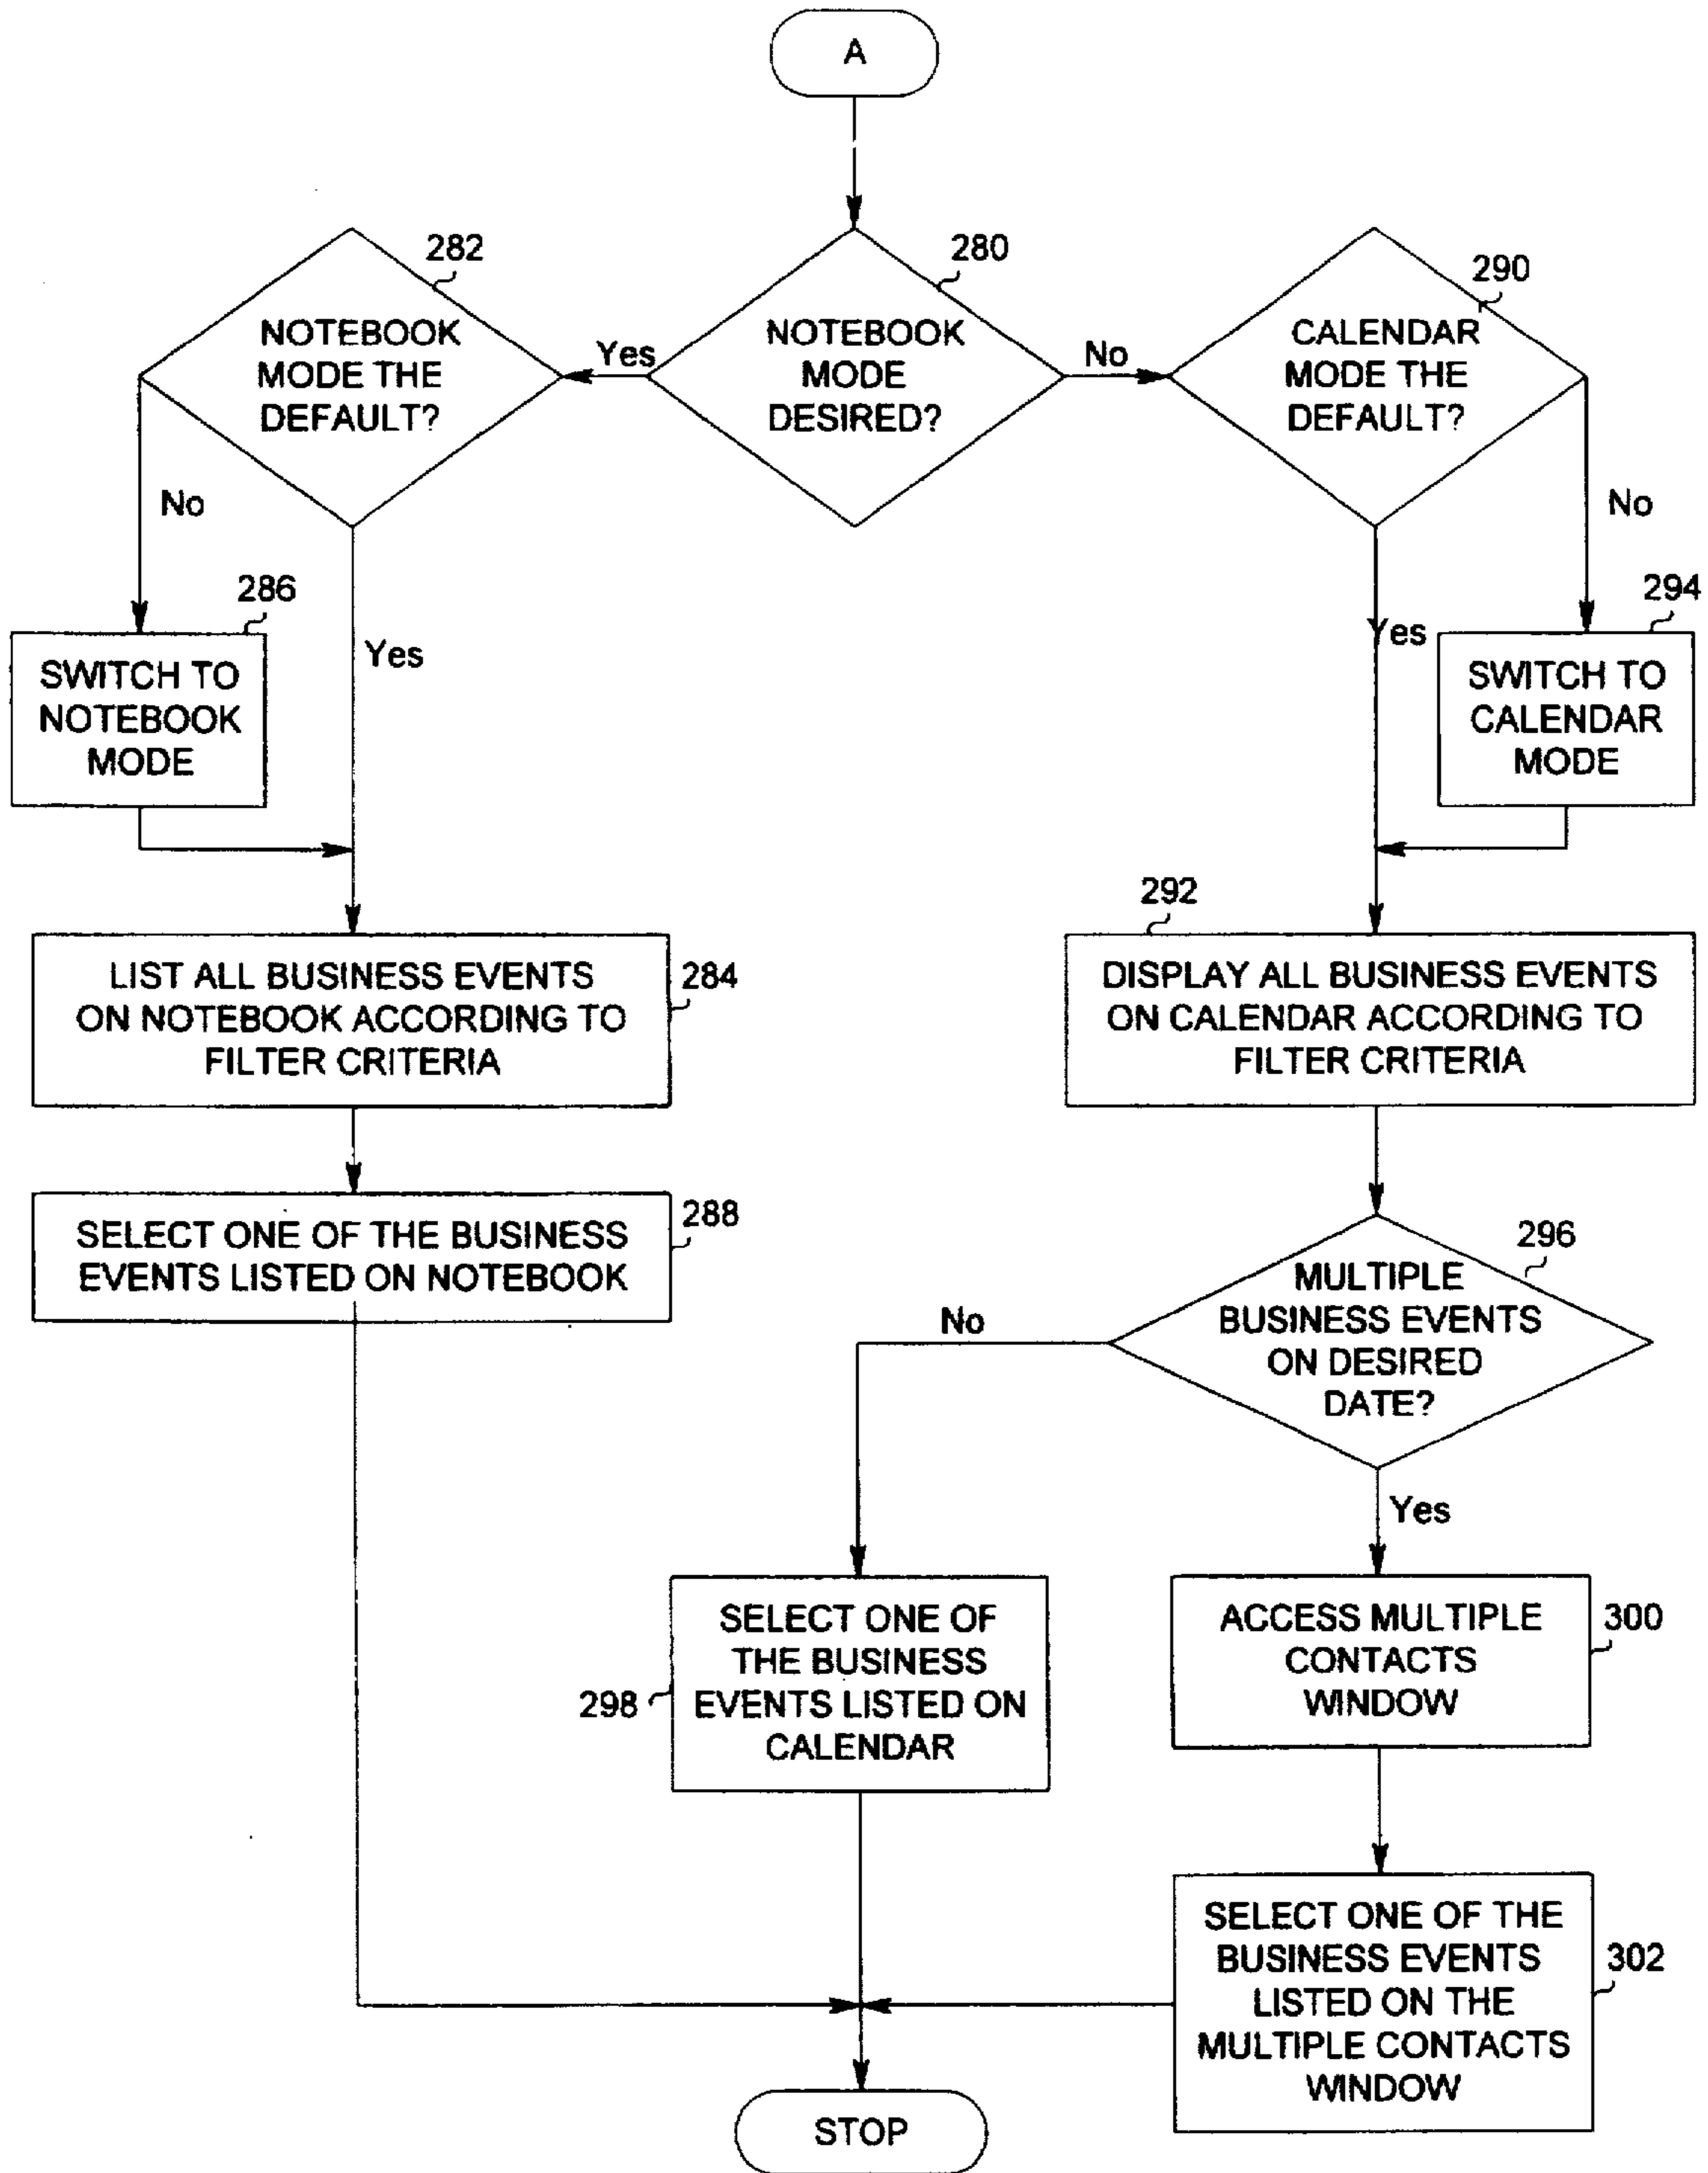 A
282
280
290
NOTEBOOK
MODE THE
DEFAULT?
Yes
NOTEBOOK
MODE
DESIRED?
No
CALENDAR
MODE THE
DEFAULT?
No
No
286
294
Yes
Yes
SWITCH TO
NOTEBOOK
MODE
SWITCH TO
CALENDAR
MODE
292
LIST ALL BUSINESS EVENTS
ON NOTEBOOK ACCORDING TO
FILTER CRITERIA
284
DISPLAY ALL BUSINESS EVENTS
ON CALENDAR ACCORDING TO
FILTER CRITERIA
SELECT ONE OF THE BUSINESS
EVENTS LISTED ON NOTEBOOK
288
296
MULTIPLE
BUSINESS EVENTS
ON DESIRED
DATE?
No
Yes
SELECT ONE OF
THE BUSINESS
EVENTS LISTED ON
CALENDAR
298
ACCESS MULTIPLE
CONTACTS
WINDOW
300
SELECT ONE OF THE
BUSINESS EVENTS
LISTED ON THE
MULTIPLE CONTACTS
WINDOW
302
STOP